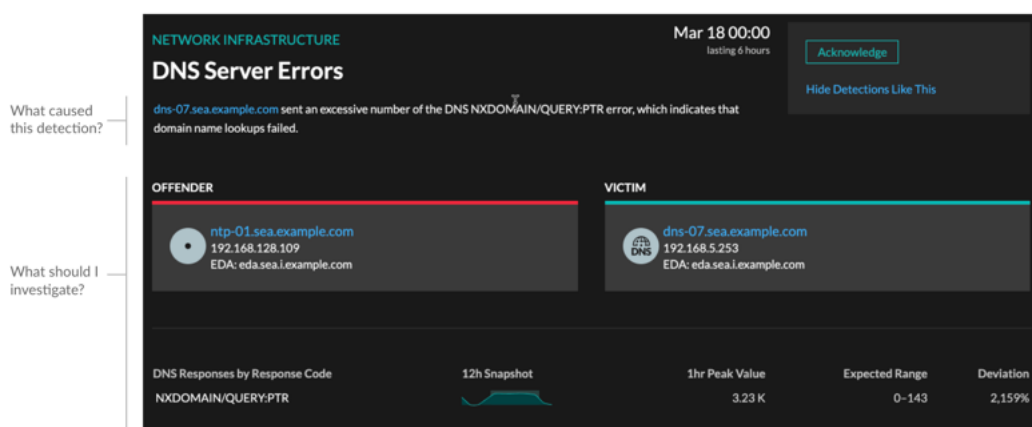 NETWORK INFRASTRUCTURE
Mar 18 00:00
lasting 6 hours
Acknowledge
Hide Detections Like This
DNS Server Errors
What caused
this detection?
dns-07.sea.example.com sent an excessive number of the DNS NXDOMAIN/QUERY:PTR error, which indicates that
domain name lookups failed.
What should I
investigate?
OFFENDER
ntp-01.sea.example.com
192.168.128.109
EDA: eda.sea.i.example.com
VICTIM
DNS
dns-07.sea.example.com
192.168.5.253
EDA: eda.sea.i.example.com
DNS Responses by Response Code 12h Snapshot 1hr Peak Value Expected Range Deviation
NXDOMAIN/QUERY:PTR 3.23 K 0–143 2,159%